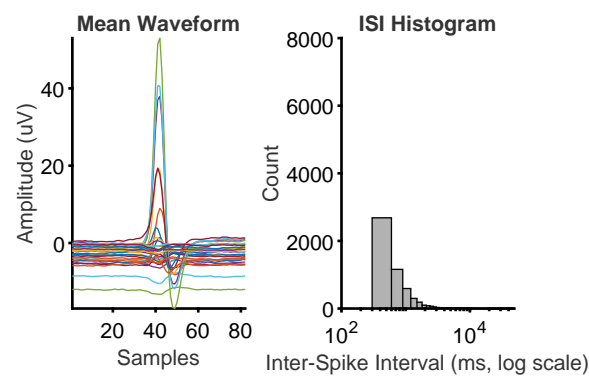 Mean Waveform
Amplitude (uV)
40
20
0
20 40 60 80
Samples
ISI Histogram
Count
8000
6000
4000
2000
0
10^2 10^4
Inter-Spike Interval (ms, log scale)